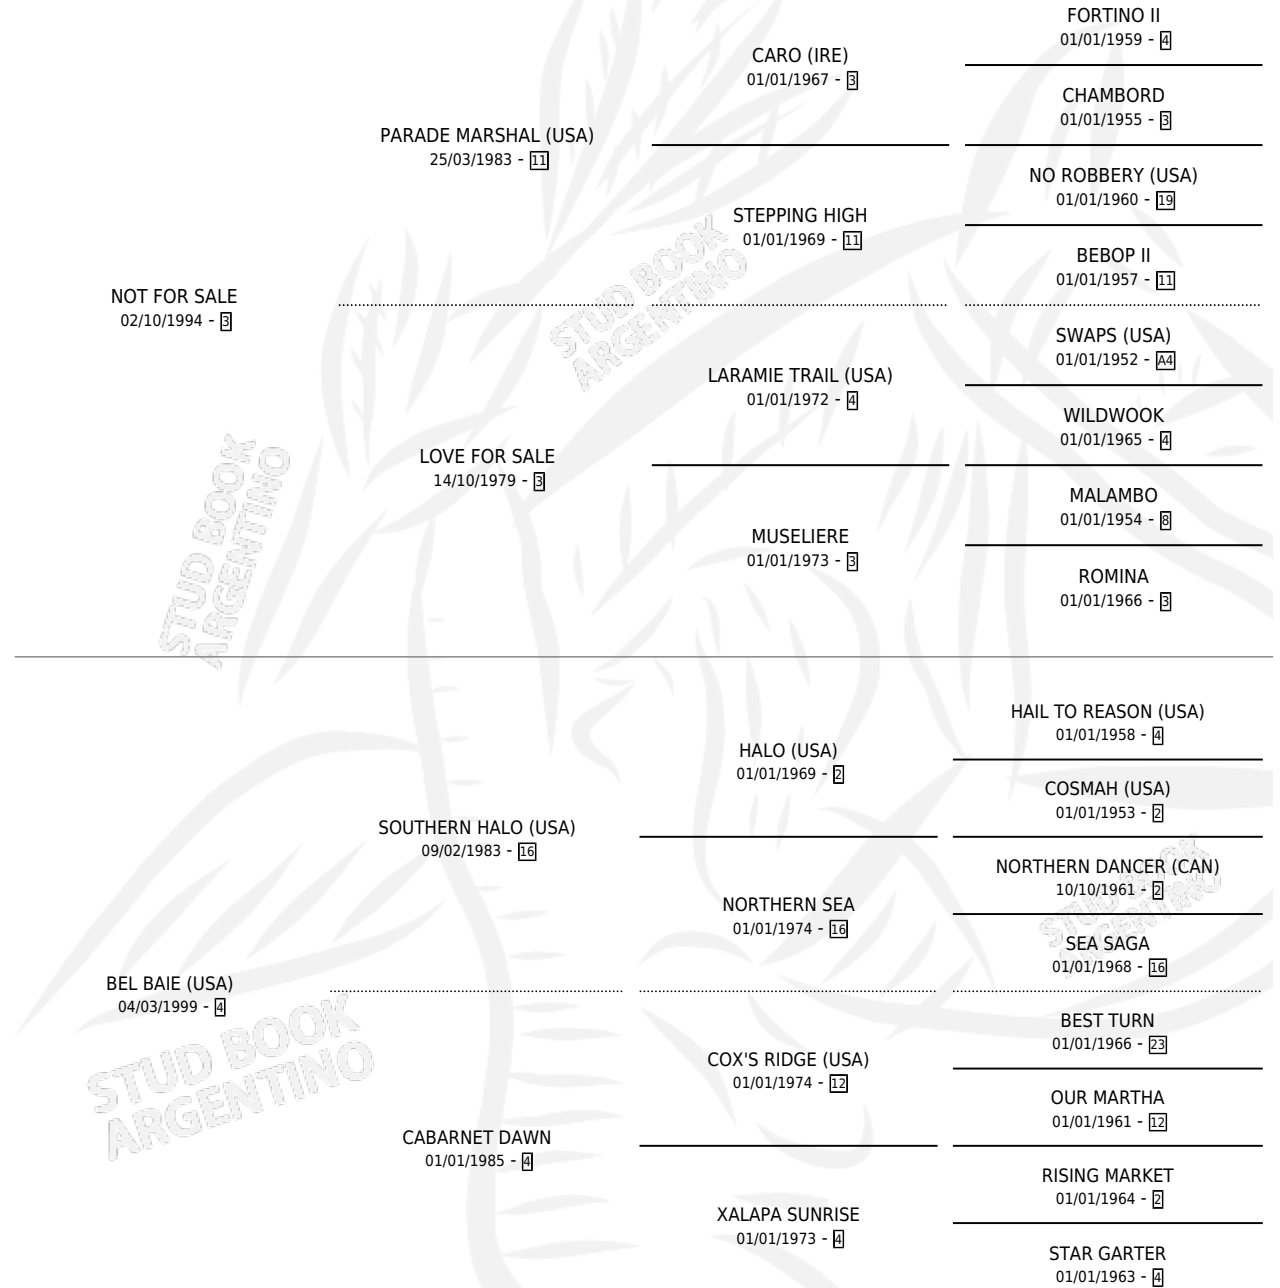 FORTINO II
01/01/1959 - 4
CARO (IRE)
01/01/1967 - 3
CHAMBORD
01/01/1955 - 3
PARADE MARSHAL (USA)
25/03/1983 - 11
NO ROBBERY (USA)
01/01/1960 - 19
STEPPING HIGH
01/01/1969 - 11
BEBOP II
01/01/1957 - 11
NOT FOR SALE
02/10/1994 - 3
STUD BOOK
ARGENTINO
SWAPS (USA)
01/01/1952 - A4
LARAMIE TRAIL (USA)
01/01/1972 - 4
WILDWOOK
01/01/1965 - 4
LOVE FOR SALE
14/10/1979 - 3
MALAMBO
01/01/1954 - 8
MUSELIERE
01/01/1973 - 3
ROMINA
01/01/1966 - 3
STUD BOOK
ARGENTINO
HAIL TO REASON (USA)
01/01/1958 - 4
HALO (USA)
01/01/1969 - 2
COSMAH (USA)
01/01/1953 - 2
SOUTHERN HALO (USA)
09/02/1983 - 16
NORTHERN DANCER (CAN)
10/10/1961 - 2
NORTHERN SEA
01/01/1974 - 16
SEA SAGA
01/01/1968 - 16
STUD BOOK
ARGENTINO
BEL BAIE (USA)
04/03/1999 - 4
STUD BOOK
ARGENTINO
BEST TURN
01/01/1966 - 23
COX'S RIDGE (USA)
01/01/1974 - 12
OUR MARTHA
01/01/1961 - 12
CABARNET DAWN
01/01/1985 - 4
RISING MARKET
01/01/1964 - 2
XALAPA SUNRISE
01/01/1973 - 4
STAR GARTER
01/01/1963 - 4